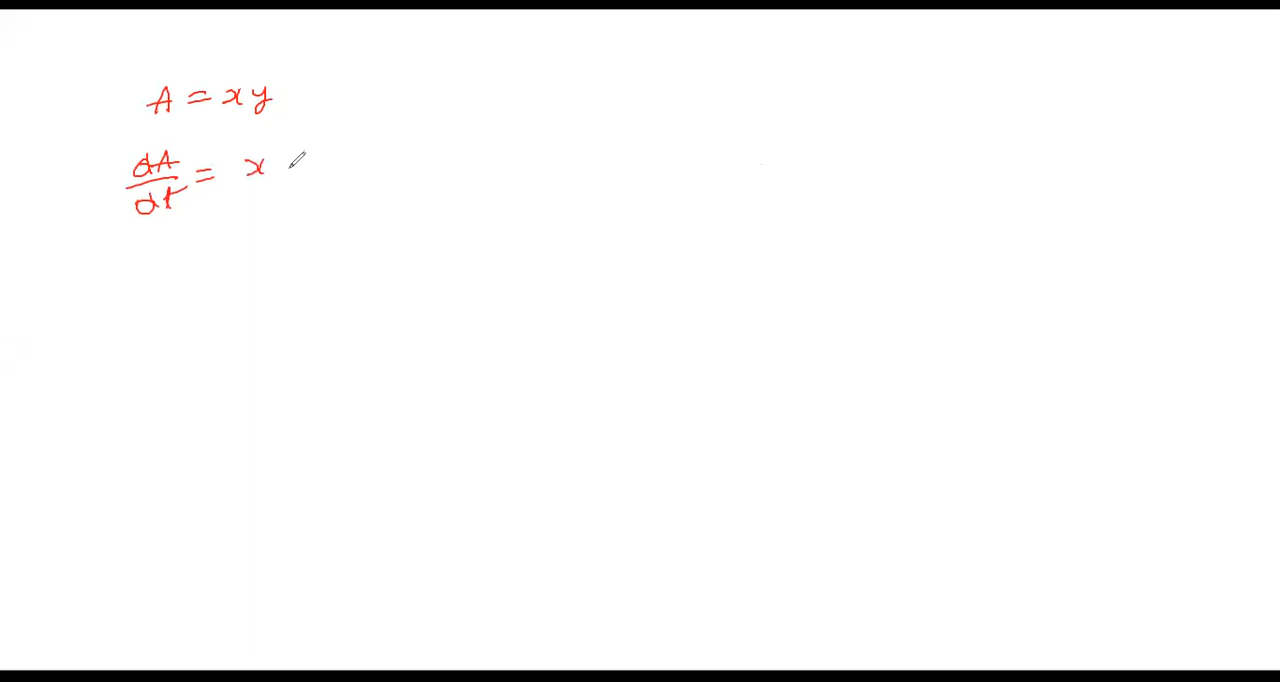 A = xy
dA/dt = x